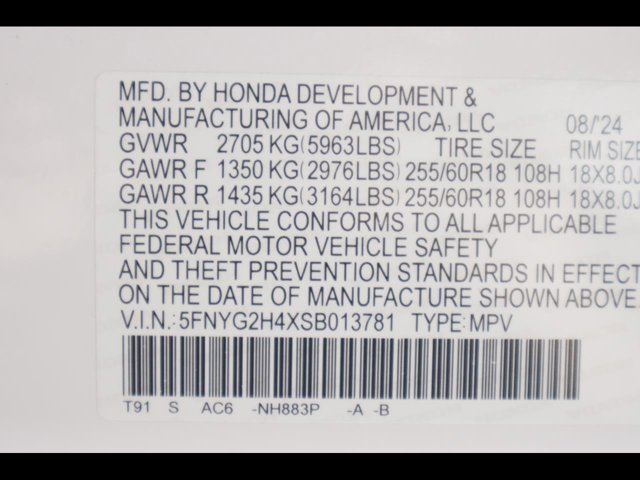 MFD. BY HONDA DEVELOPMENT &
MANUFACTURING OF AMERICA, LLC 08/'24
GVWR 2705 KG(5963LBS) TIRE SIZE RIM SIZE
GAWR F 1350 KG(2976LBS) 255/60R18 108H 18X8.0J
GAWR R 1435 KG(3164LBS) 255/60R18 108H 18X8.0J
THIS VEHICLE CONFORMS TO ALL APPLICABLE
FEDERAL MOTOR VEHICLE SAFETY
AND THEFT PREVENTION STANDARDS IN EFFECT
ON THE DATE OF MANUFACTURE SHOWN ABOVE.
V.I.N.: 5FNYG2H4XSB013781 TYPE: MPV
T91 S AC6 -NH883P -A -B